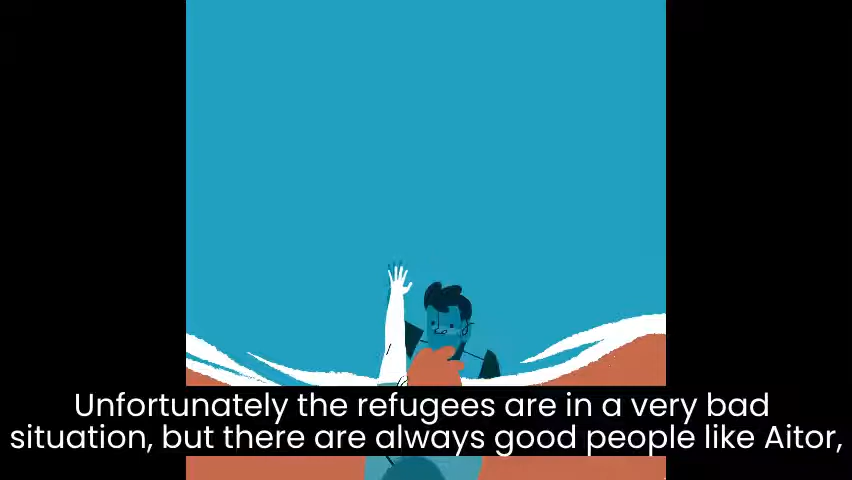 Unfortunately the refugees are in a very bad
situation, but there are always good people like Aitor,